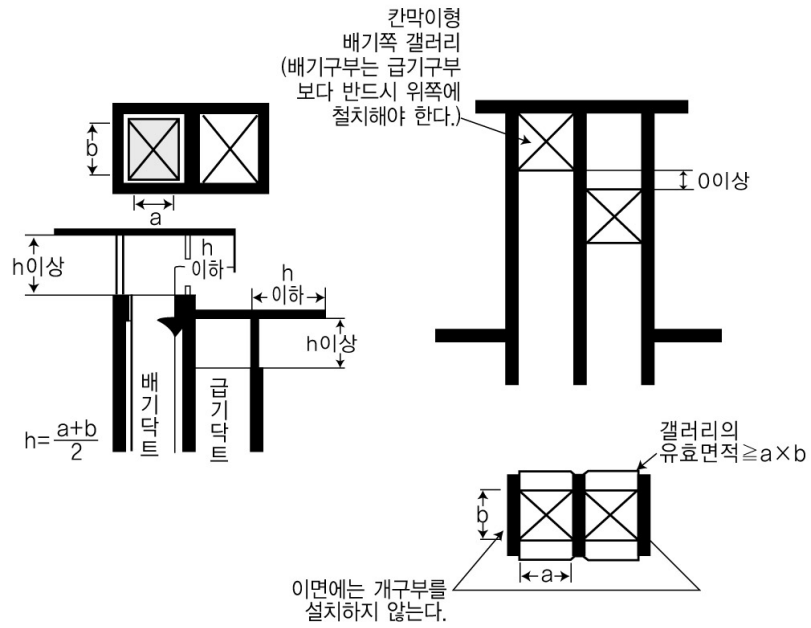 칸막이형
배기쪽 갤러리
(배기구부는 급기구부
보다 반드시 위쪽에
철치해야 한다.)
b
a
0이상
h이상
h
이하
h
이하
h이상
배기닥트
급기닥트
h=a+b/2
갤러리의
유효면적≧a×b
b
a
이면에는 개구부를
설치하지 않는다.